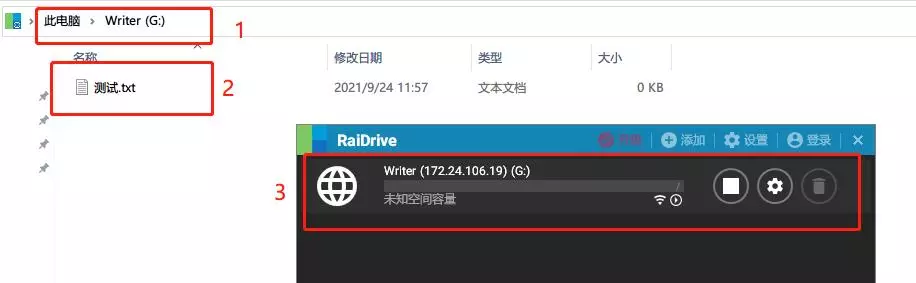 此电脑 > Writer (G:) 1
名称 修改日期 类型 大小
测试.txt 2021/9/24 11:57 文本文档 0 KB
2
RaiDrive 添加 设置 登录
Writer (172.24.106.19) (G:)
/
3
未知空间容量